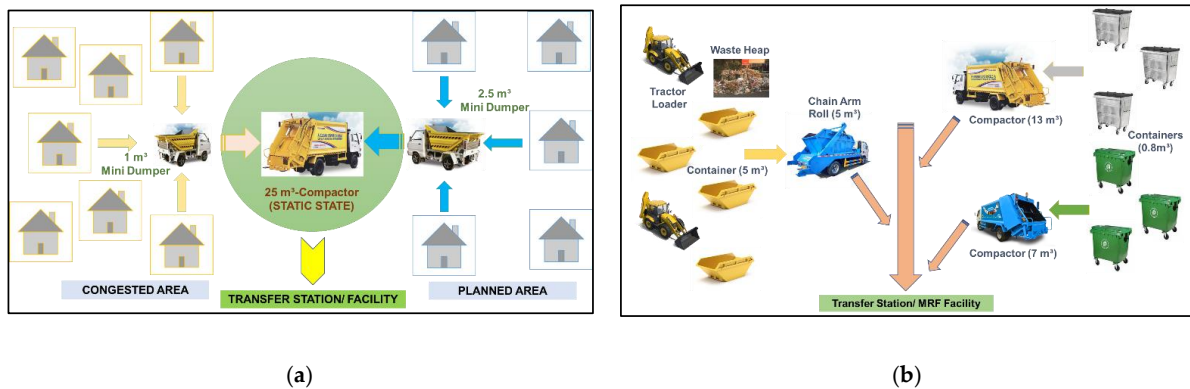 1 m³
Mini Dumper
2.5 m³
Mini Dumper
25 m³-Compactor
(STATIC STATE)
CONGESTED AREA
TRANSFER STATION/ FACILITY
PLANNED AREA
(a)
Waste Heap
Tractor
Loader
Chain Arm
Roll (5 m³)
Container (5 m³)
Compactor (13 m³)
Containers
(0.8m³)
Compactor (7 m³)
Transfer Station/ MRF Facility
(b)